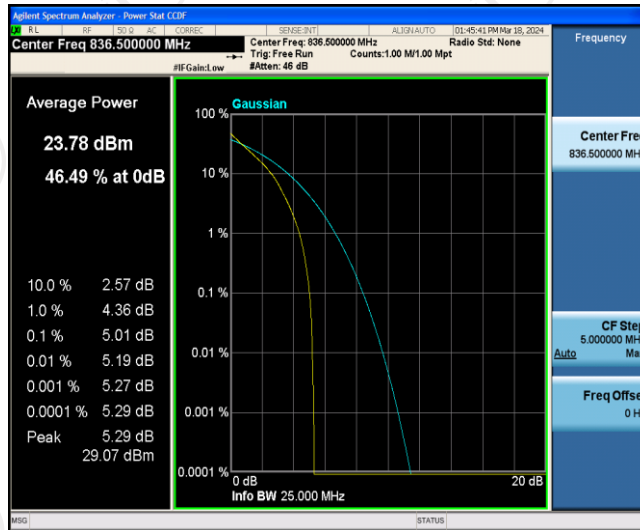 Agilent Spectrum Analyzer - Power Stat CCDF
RL RF 50 Ω AC CORREC SENSE:INT ALIGN AUTO 01:45:41 PM Mar 18, 2024
Center Freq 836.500000 MHz
Center Freq: 836.500000 MHz Radio Std: None
Trig: Free Run Counts:1.00 M/1.00 Mpt
#IFGain:Low #Atten: 46 dB
Frequency
Center Fre
836.500000 MH
CF Step
5.000000 MH
Auto Ma
Freq Offse
0 H
Average Power
23.78 dBm
46.49 % at 0dB
10.0 % 2.57 dB
1.0 % 4.36 dB
0.1 % 5.01 dB
0.01 % 5.19 dB
0.001 % 5.27 dB
0.0001 % 5.29 dB
Peak 5.29 dB
29.07 dBm
Gaussian
100 %
10 %
1 %
0.1 %
0.01 %
0.001 %
0.0001 %
0 dB 20 dB
Info BW 25.000 MHz
MSG STATUS